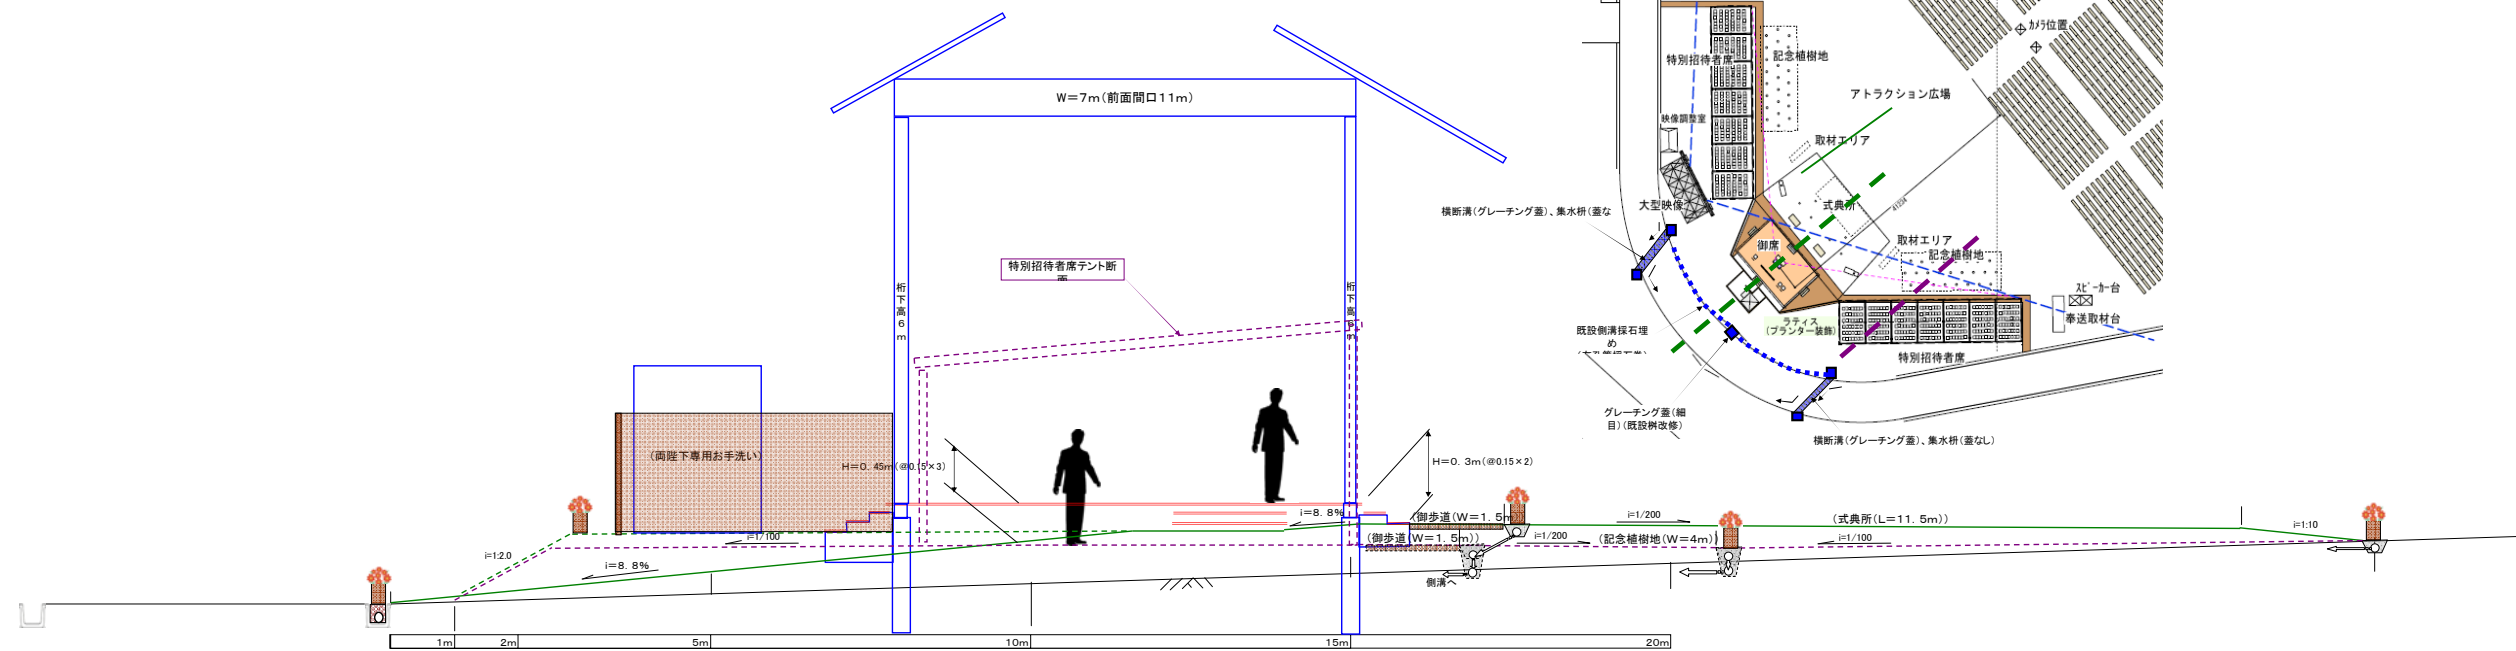 W=7m(前面間口11m)
特別招待者席テント断
面
桁下高6m
桁下高6m
(両陛下専用お手洗い)
H=0.45m(@0.15×3)
H=0.3m(@0.15×2)
i=8.8%
(御歩道(W=1.5m))
i=1/200
(式典所(L=11.5m))
i=1:10
i=1:2.0
i=1/100
(御歩道(W=1.5m))
i=1/200
(記念植樹地(W=4m))
i=1/100
i=8.8%
側溝へ
1m
2m
5m
10m
15m
20m
カメラ位置
特別招待者席
記念植樹地
アトラクション広場
映像調整室
取材エリア
大型映像
式典所
41234
横断溝(グレーチング蓋)、集水枡(蓋な
御席
取材エリア
記念植樹地
スピーカー台
奉送取材台
ラティス
(プランター装飾)
既設側溝採石埋
め
特別招待者席
グレーチング蓋(細
目)(既設桝改修)
横断溝(グレーチング蓋)、集水枡(蓋なし)